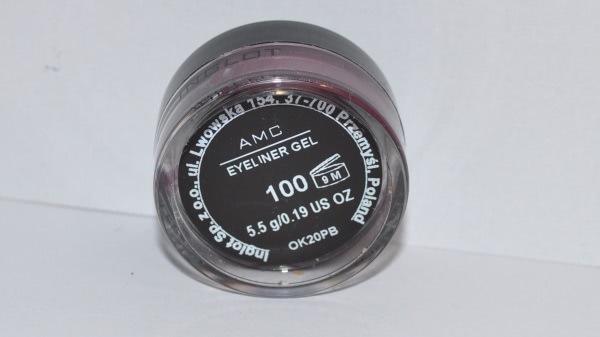 INGLOT
Inglot Sp. z o.o., ul. Lwowska 154, 37-700 Przemyśl, Poland
AMC
EYELINER GEL
100
9 M
5.5 g/0.19 US OZ
OK20PB